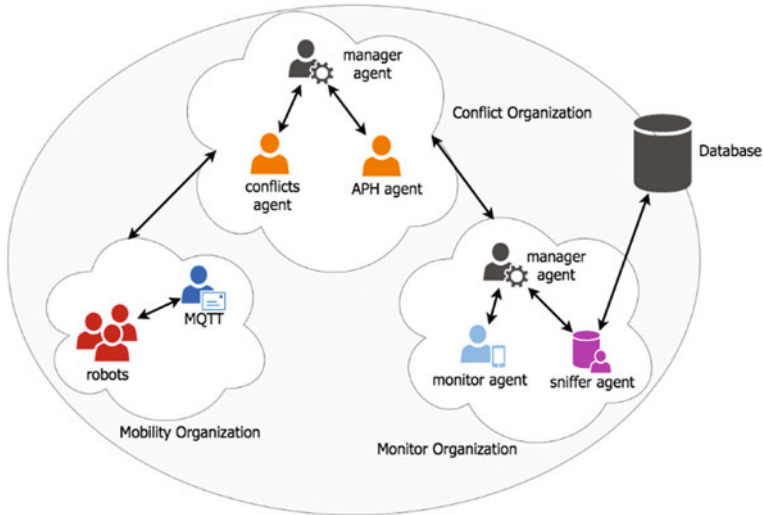 manager
agent
Conflict Organization
Database
conflicts
agent
APH agent
manager
agent
MQTT
robots
monitor agent
sniffer agent
Mobility Organization
Monitor Organization